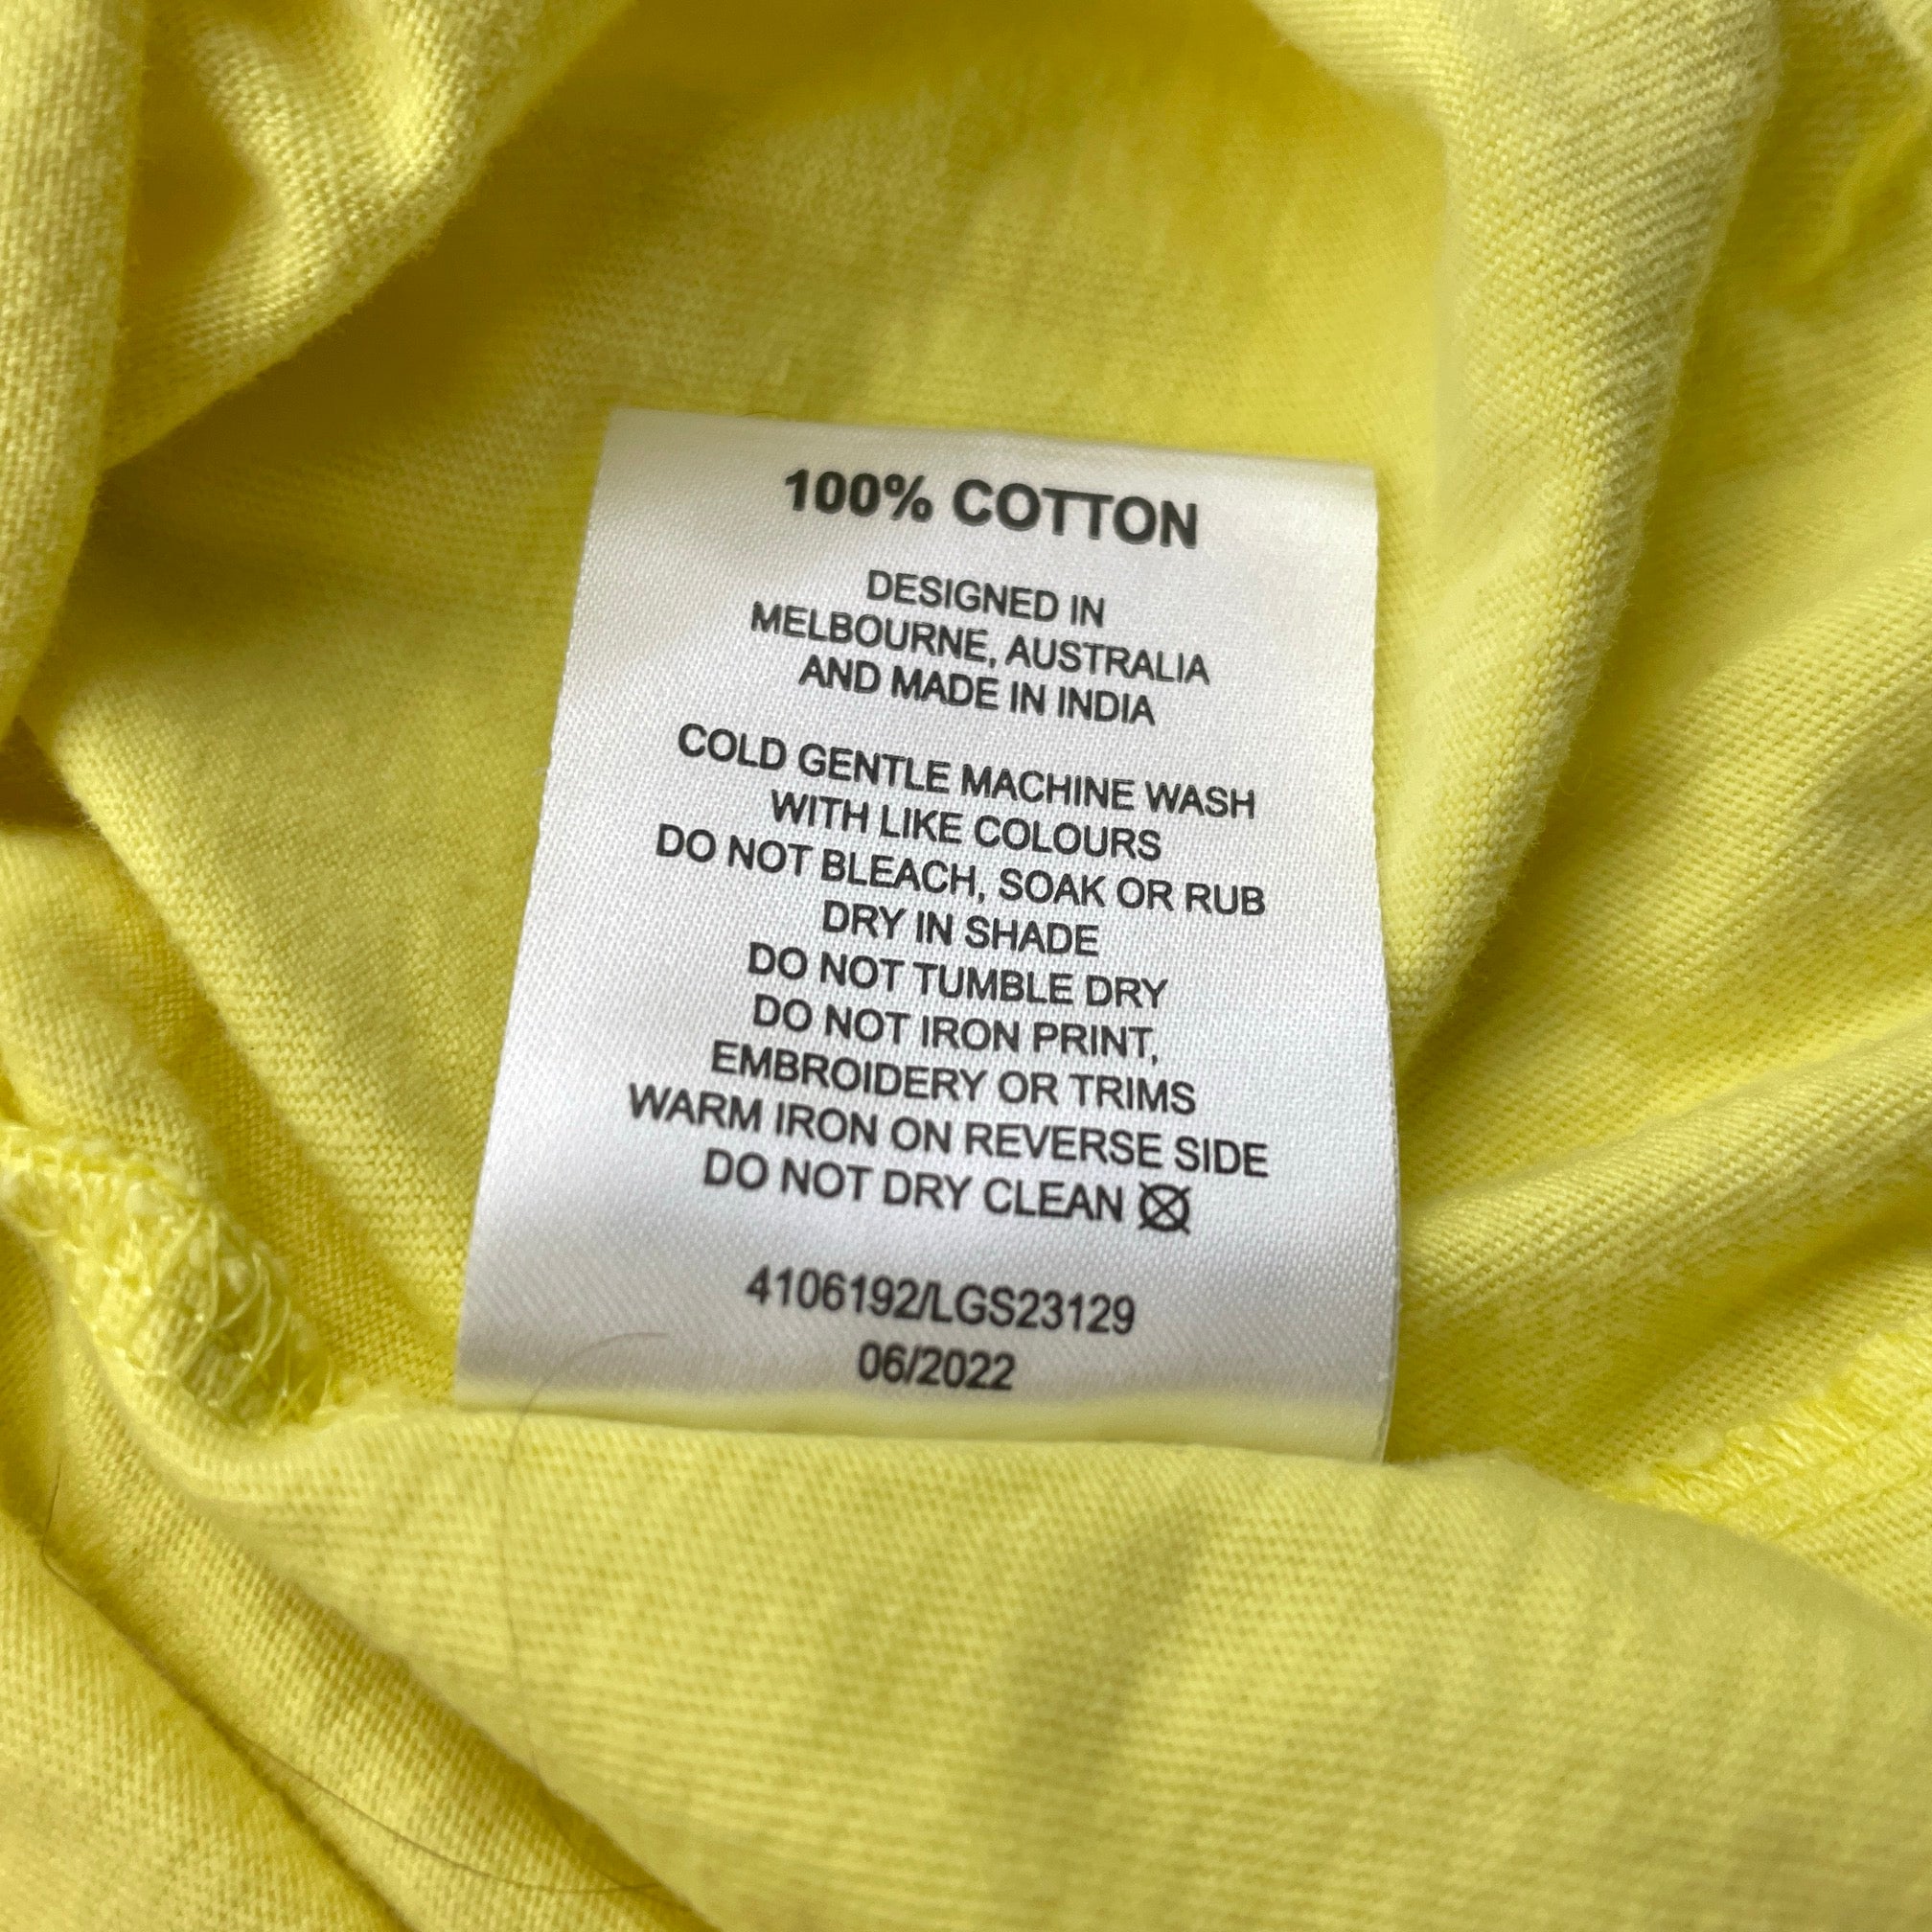 100% COTTON
DESIGNED IN
MELBOURNE, AUSTRALIA
AND MADE IN INDIA
COLD GENTLE MACHINE WASH
WITH LIKE COLOURS
DO NOT BLEACH, SOAK OR RUB
DRY IN SHADE
DO NOT TUMBLE DRY
DO NOT IRON PRINT,
EMBROIDERY OR TRIMS
WARM IRON ON REVERSE SIDE
DO NOT DRY CLEAN
4106192/LGS23129
06/2022